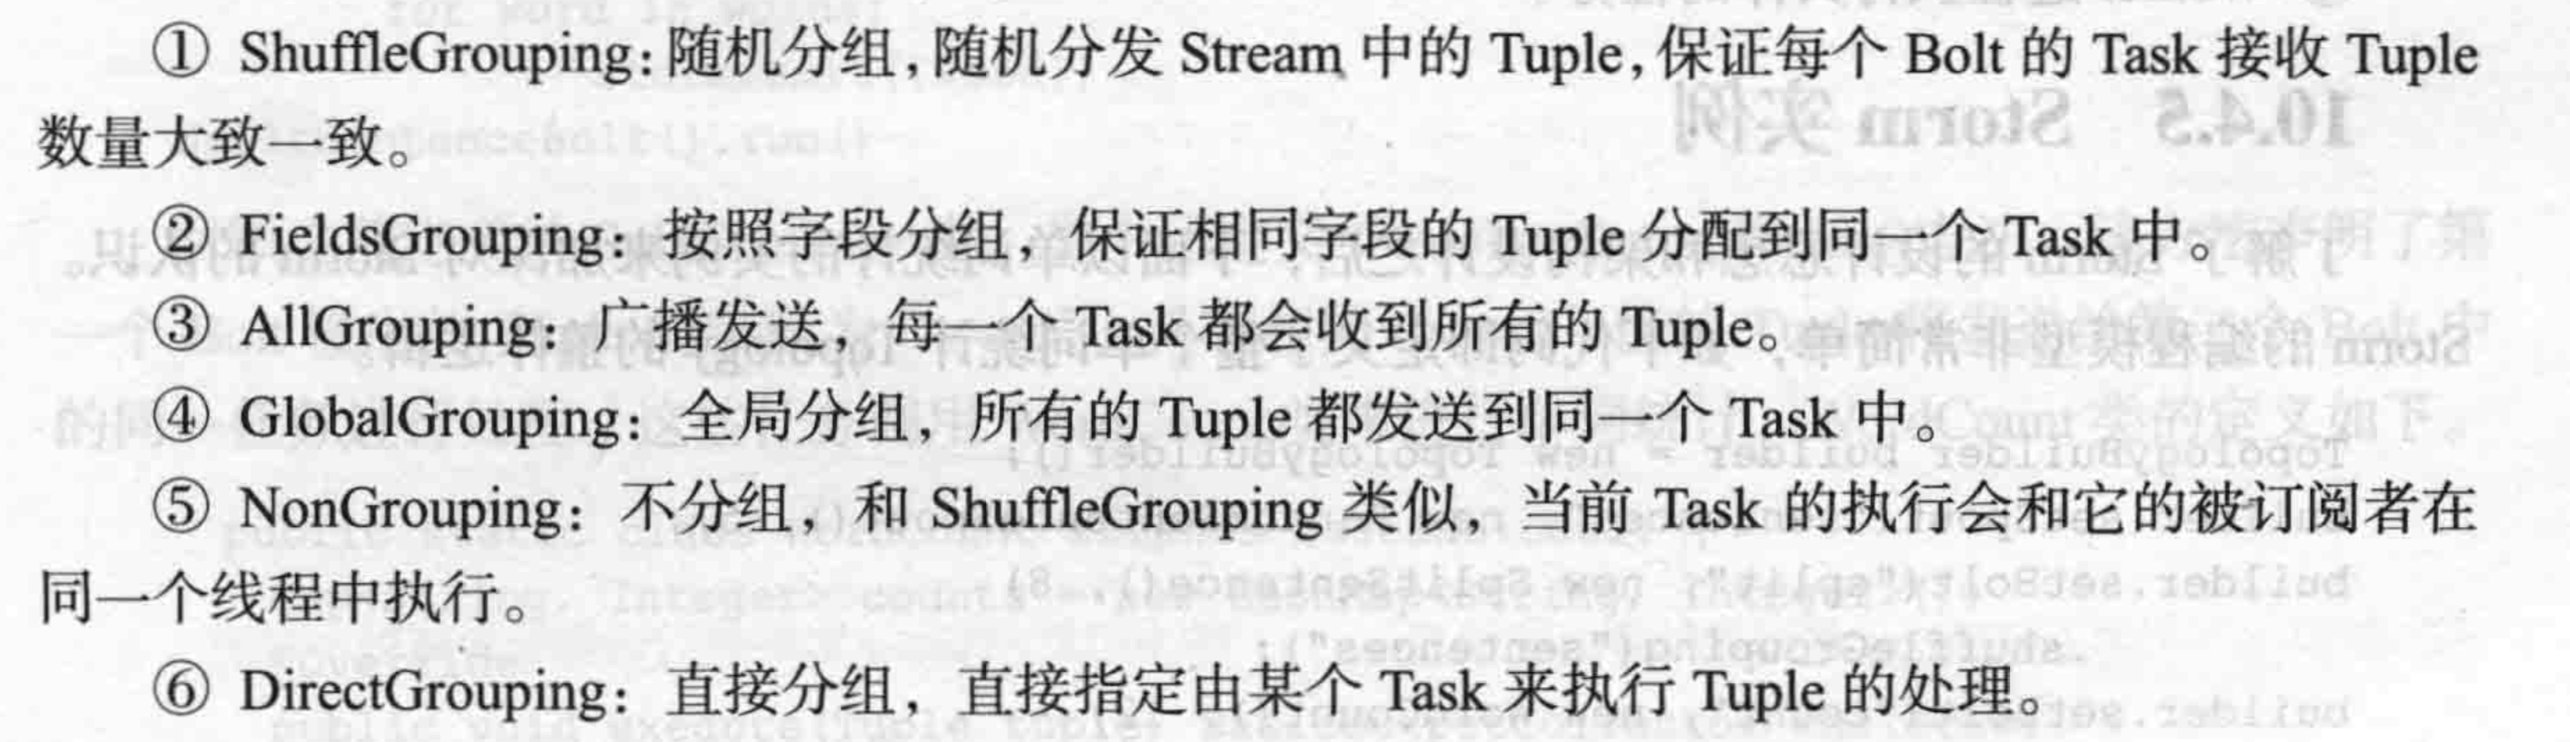 ① ShuffleGrouping:随机分组,随机分发 Stream 中的 Tuple,保证每个 Bolt 的 Task 接收 Tuple
数量大致一致。
② FieldsGrouping：按照字段分组，保证相同字段的 Tuple 分配到同一个 Task 中。
③ AllGrouping：广播发送，每一个 Task 都会收到所有的 Tuple。
④ GlobalGrouping：全局分组，所有的 Tuple 都发送到同一个 Task 中。
⑤ NonGrouping：不分组，和 ShuffleGrouping 类似，当前 Task 的执行会和它的被订阅者在
同一个线程中执行。
⑥ DirectGrouping：直接分组，直接指定由某个 Task 来执行 Tuple 的处理。